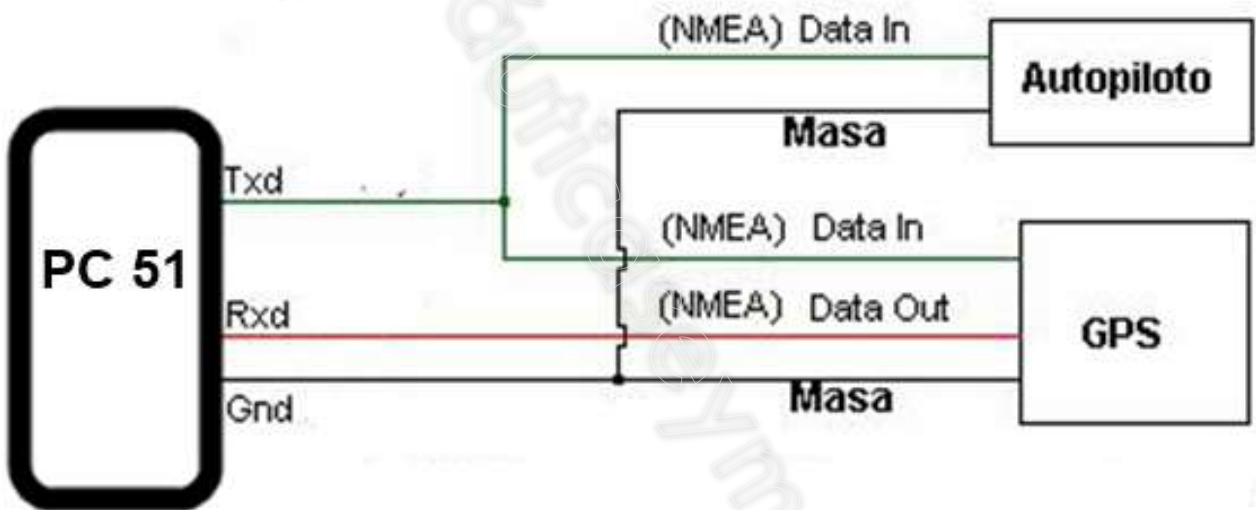 (NMEA) Data In
Autopiloto
Masa
Txd
(NMEA) Data In
PC 51
Rxd
(NMEA) Data Out
GPS
Gnd
Masa